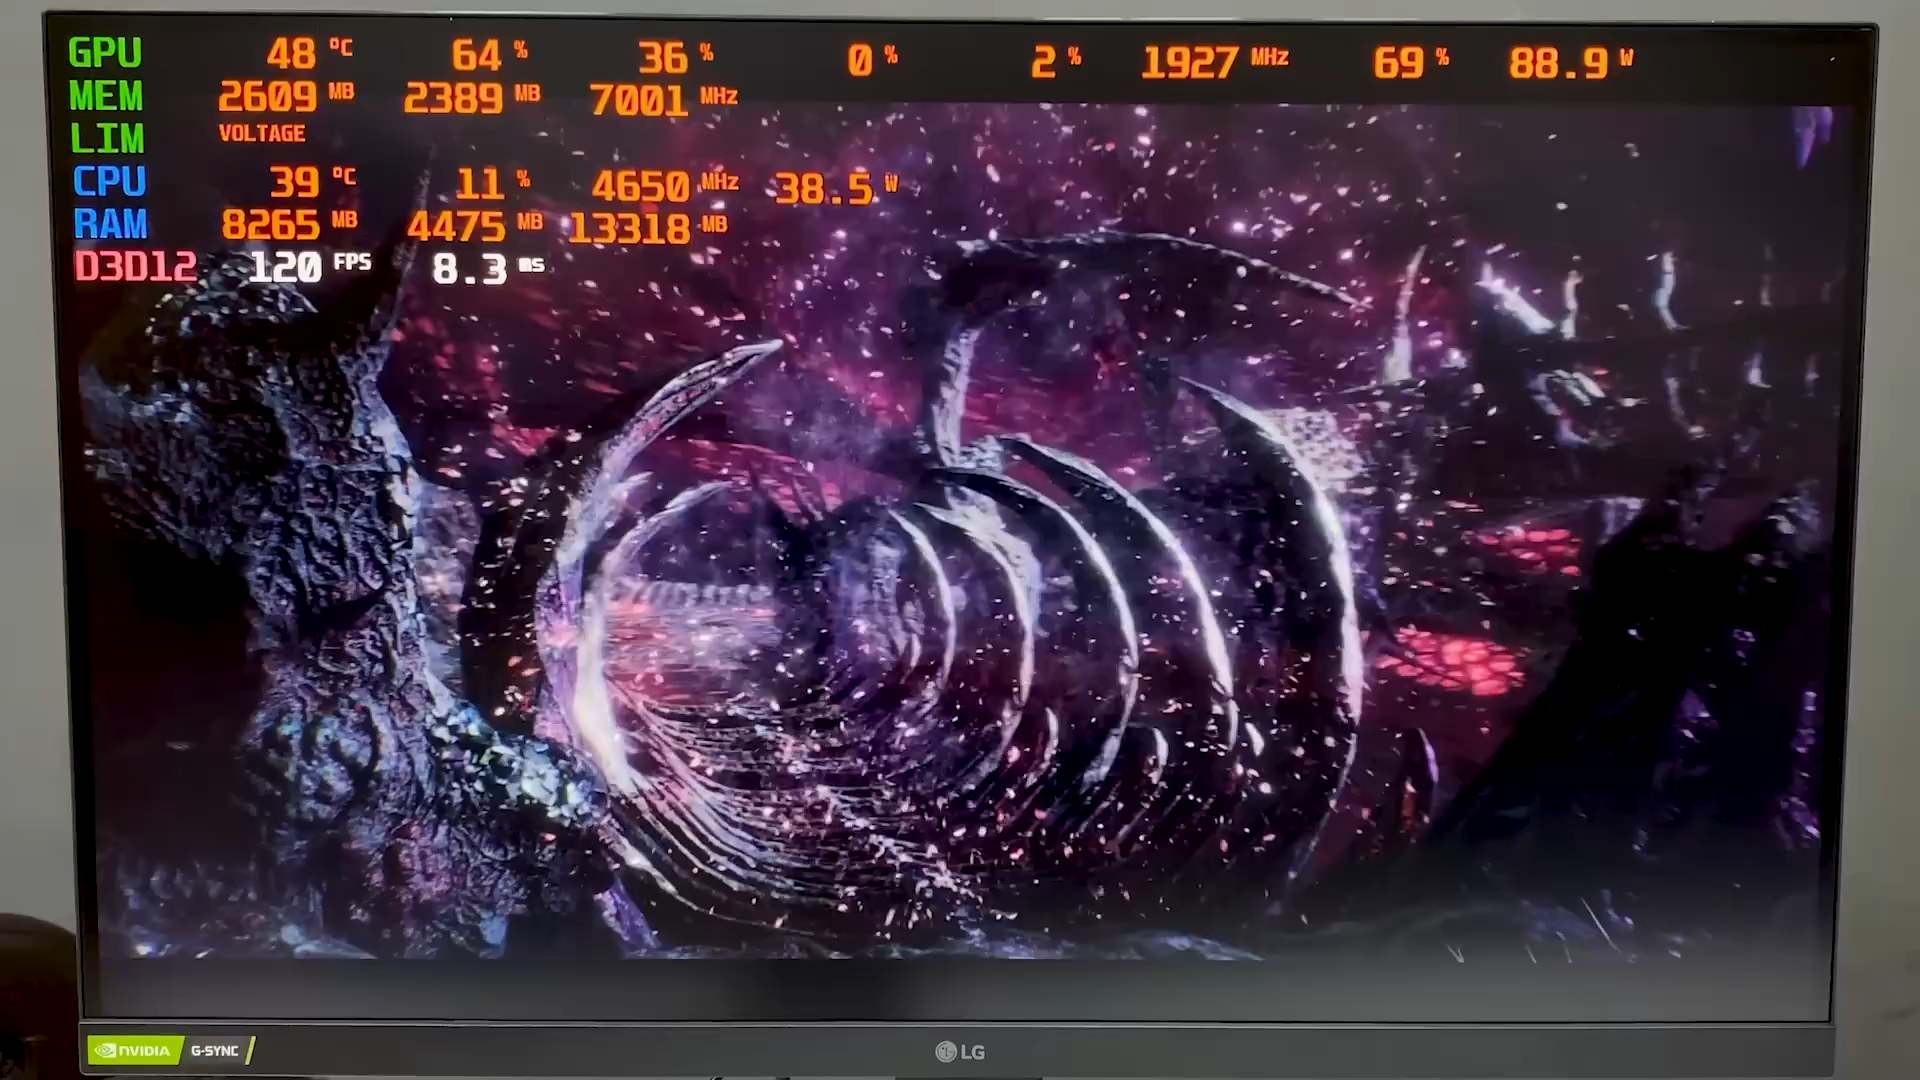 GPU 48 °C 64 % 36 % 0 % 2 % 1927 MHz 69 % 88.9 W
MEM 2609 MB 2389 MB 7001 MHz
LIM VOLTAGE
CPU 39 °C 11 % 4650 MHz 38.5 W
RAM 8265 MB 4475 MB 13318 MB
D3D12 120 FPS 8.3 ms
NVIDIA G-SYNC LG